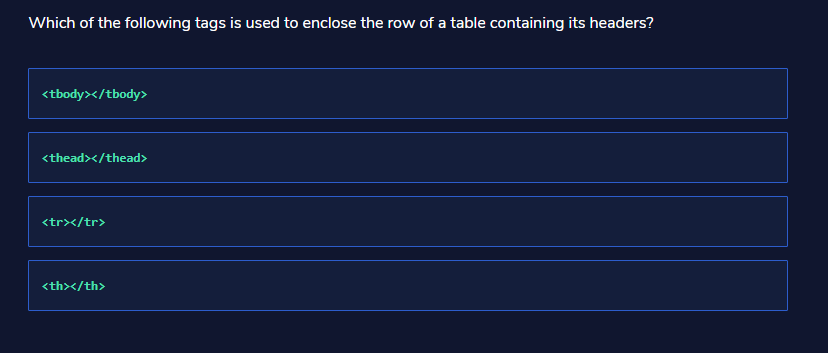 Which of the following tags is used to enclose the row of a table containing its headers?
<tbody></tbody>
<thead></thead>
<tr></tr>
<th></th>